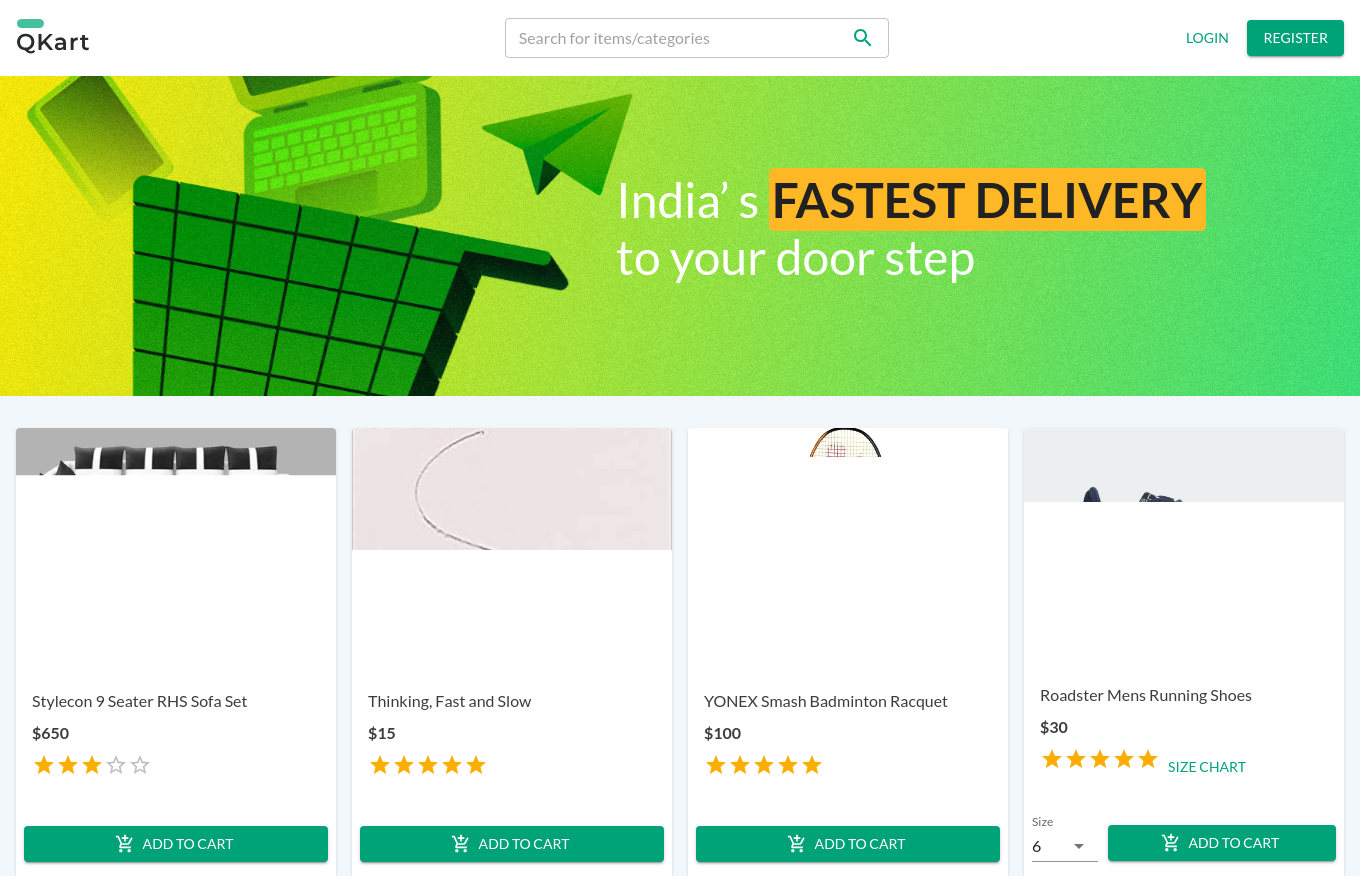 QKart
Search for items/categories
LOGIN
REGISTER
India’ s FASTEST DELIVERY
to your door step
Stylecon 9 Seater RHS Sofa Set
$650
ADD TO CART
Thinking, Fast and Slow
$15
ADD TO CART
YONEX Smash Badminton Racquet
$100
ADD TO CART
Roadster Mens Running Shoes
$30
SIZE CHART
Size
6
ADD TO CART